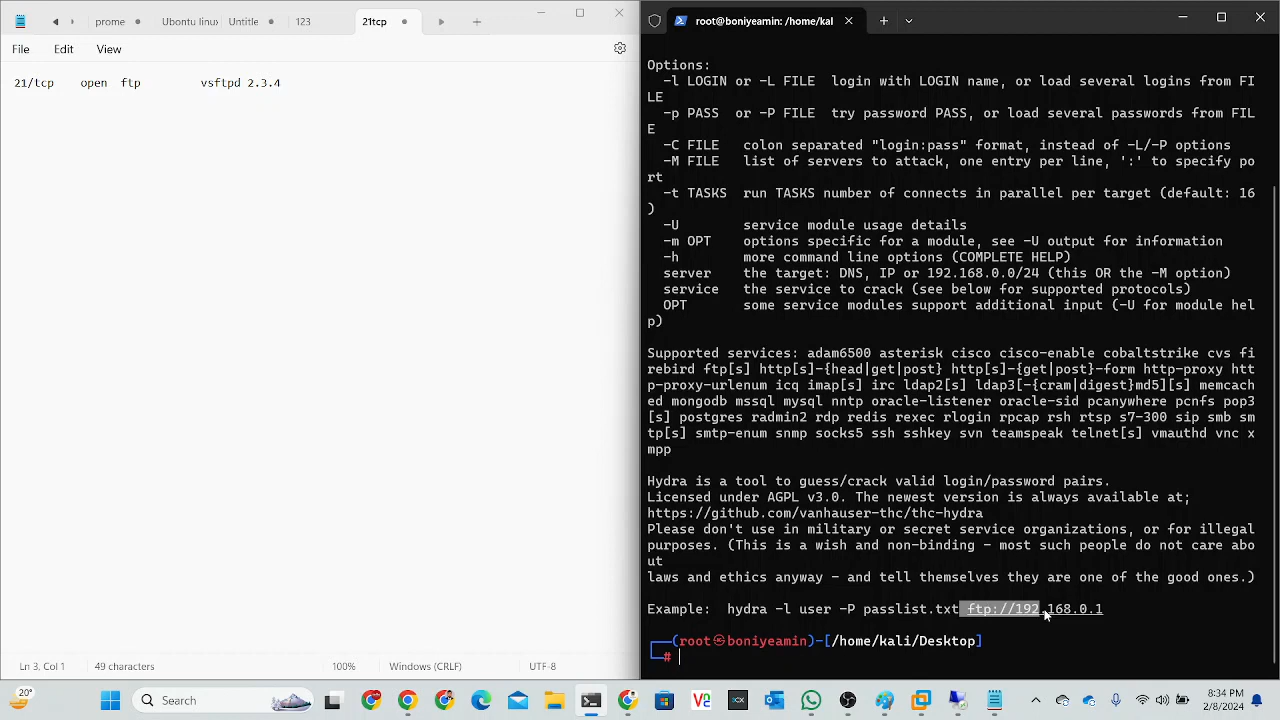 prome
Ubuntu linux
Untitle
123
21tcp
File
Edit
View
21/tcp open ftp vsftpd 2.3.4
Ln 3, Col 1
49 characters
100%
Windows (CRLF)
UTF-8
root@boniyeamin: /home/kal
Options:
-l LOGIN or -L FILE login with LOGIN name, or load several logins from FI
LE
-p PASS or -P FILE try password PASS, or load several passwords from FIL
E
-C FILE colon separated "login:pass" format, instead of -L/-P options
-M FILE list of servers to attack, one entry per line, ':' to specify po
rt
-t TASKS run TASKS number of connects in parallel per target (default: 16
)
-U service module usage details
-m OPT options specific for a module, see -U output for information
-h more command line options (COMPLETE HELP)
server the target: DNS, IP or 192.168.0.0/24 (this OR the -M option)
service the service to crack (see below for supported protocols)
OPT some service modules support additional input (-U for module hel
p)
Supported services: adam6500 asterisk cisco cisco-enable cobaltstrike cvs fi
rebird ftp[s] http[s]-{head|get|post} http[s]-{get|post}-form http-proxy htt
p-proxy-urlenum icq imap[s] irc ldap2[s] ldap3[-{cram|digest}md5][s] memcach
ed mongodb mssql mysql nntp oracle-listener oracle-sid pcanywhere pcnfs pop3
[s] postgres radmin2 rdp redis rexec rlogin rpcap rsh rtsp s7-300 sip smb sm
tp[s] smtp-enum snmp socks5 ssh sshkey svn teamspeak telnet[s] vmauthd vnc x
mpp
Hydra is a tool to guess/crack valid login/password pairs.
Licensed under AGPL v3.0. The newest version is always available at;
https://github.com/vanhauser-thc/thc-hydra
Please don't use in military or secret service organizations, or for illegal
purposes. (This is a wish and non-binding - most such people do not care abo
ut
laws and ethics anyway - and tell themselves they are one of the good ones.)
Example: hydra -l user -P passlist.txt ftp://192.168.0.1
(root㉿boniyeamin)-[/home/kali/Desktop]
#
20°
Search
8:34 PM
2/8/2024